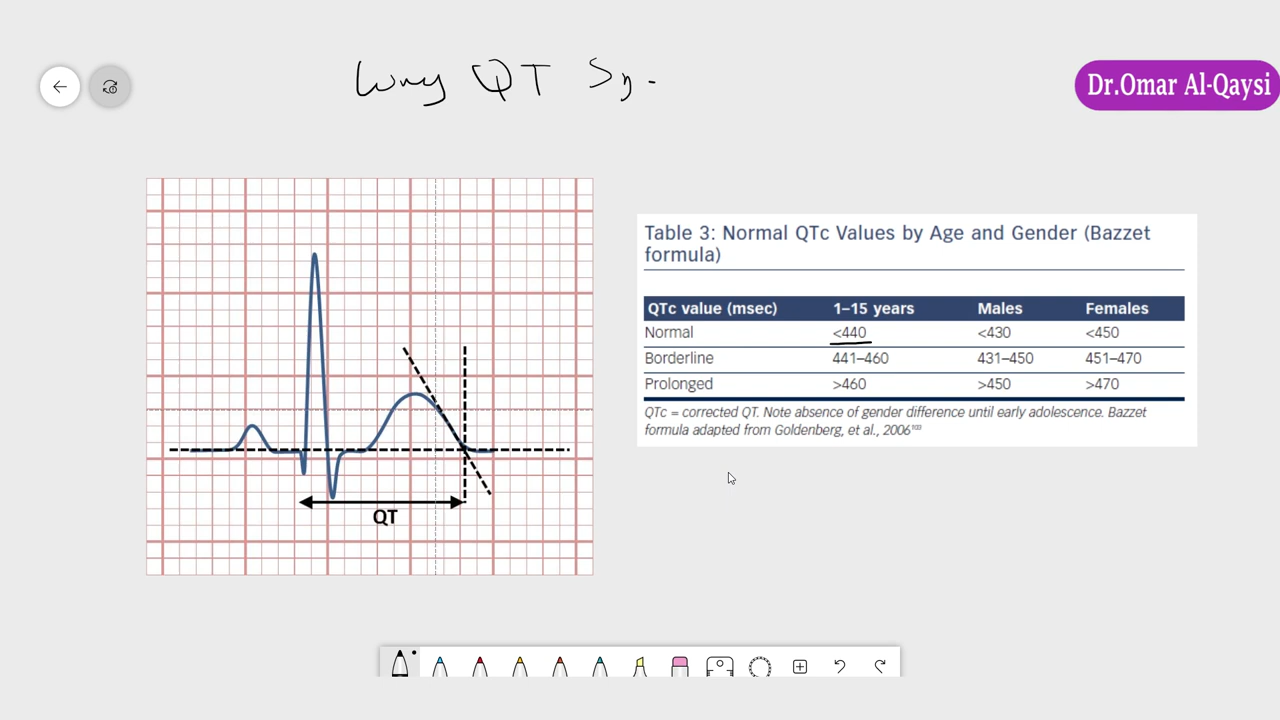 Long QT Sy-
Dr.Omar Al-Qaysi
QT
Table 3: Normal QTc Values by Age and Gender (Bazzet
formula)
QTc value (msec) 1–15 years Males Females
Normal <440 <430 <450
Borderline 441–460 431–450 451–470
Prolonged >460 >450 >470
QTc = corrected QT. Note absence of gender difference until early adolescence. Bazzet
formula adapted from Goldenberg, et al., 2006¹⁰³